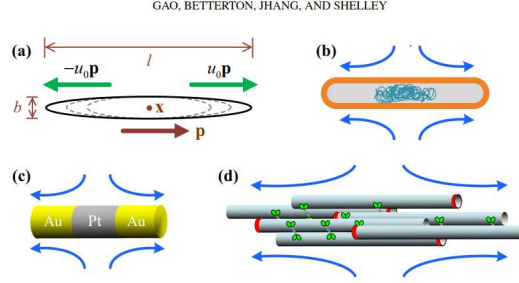 GAO, BETTERTON, JHANG, AND SHELLEY
(a)
l
(b)
−u₀p
u₀p
b
x
p
(c)
(d)
Au
Pt
Au